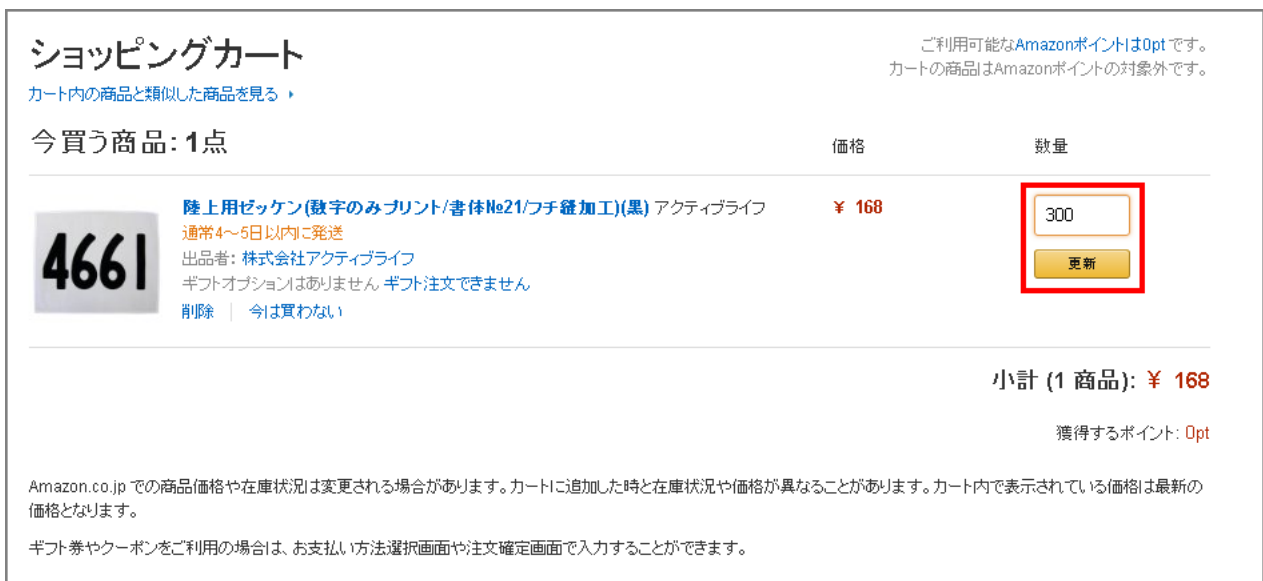 ショッピングカート
ご利用可能なAmazonポイントは0pt です。
カートの商品はAmazonポイントの対象外です。
カート内の商品と類似した商品を見る
今買う商品: 1点
価格
数量
4661
陸上用ゼッケン(数字のみプリント/書体№21/フチ縫加工)(黒) アクティブライフ
¥ 168
300
通常4～5日以内に発送
出品者: 株式会社アクティブライフ
更新
ギフトオプションはありません ギフト注文できません
削除 | 今は買わない
小計 (1 商品): ¥ 168
獲得するポイント: 0pt
Amazon.co.jp での商品価格や在庫状況は変更される場合があります。カートに追加した時と在庫状況や価格が異なることがあります。カート内で表示されている価格は最新の
価格となります。
ギフト券やクーポンをご利用の場合は、お支払い方法選択画面や注文確定画面で入力することができます。